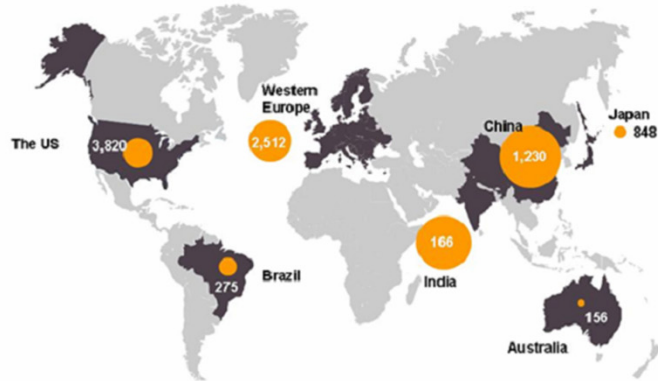 Western
Europe
Japan
848
China
The US
3,820
2,512
1,230
166
India
Brazil
275
156
Australia